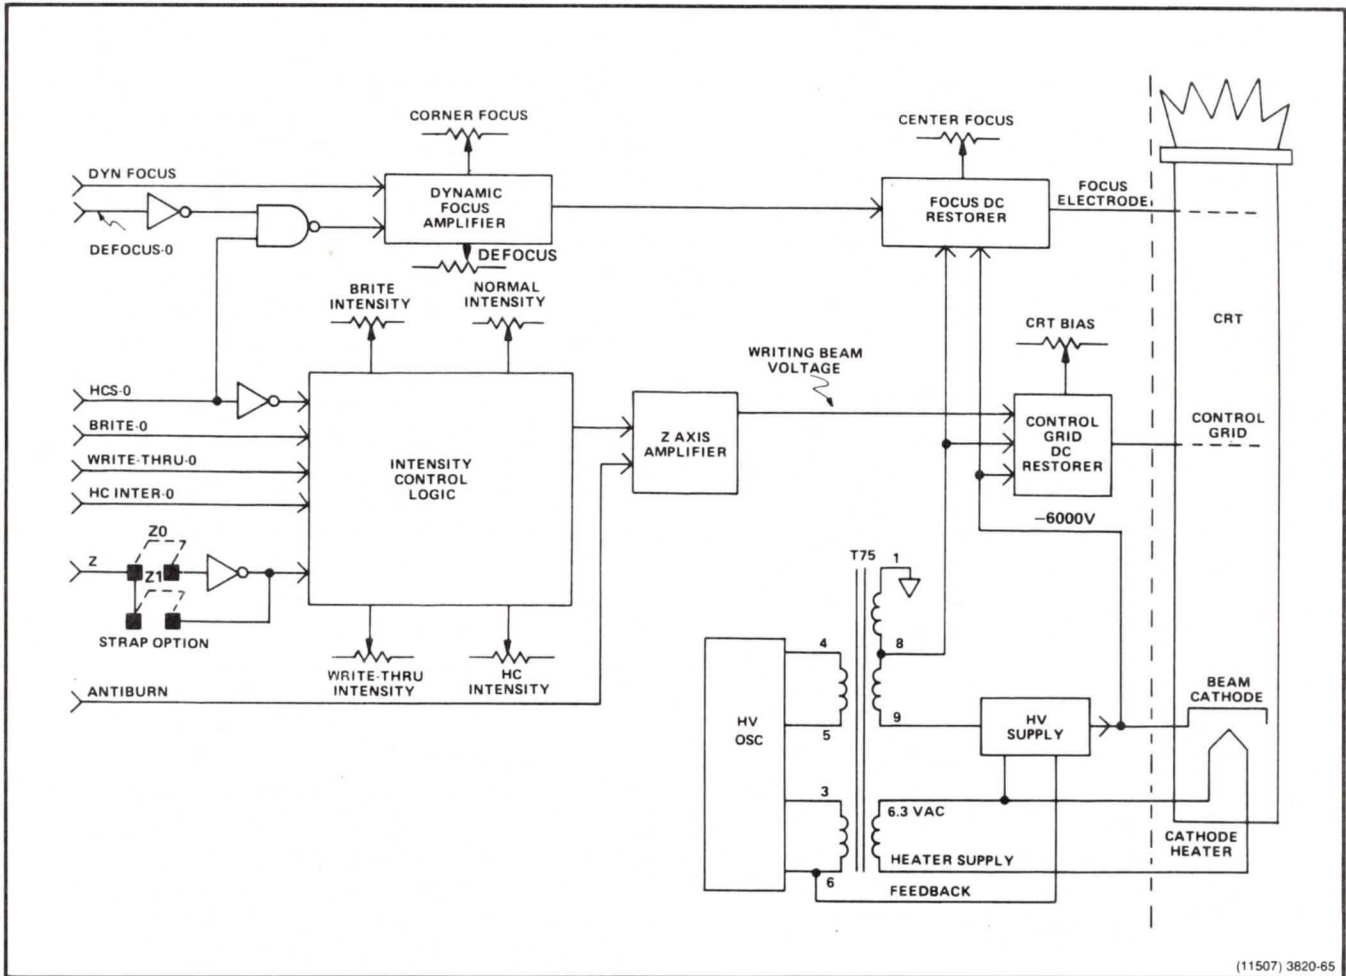 CORNER FOCUS
CENTER FOCUS
DYN FOCUS
DYNAMIC
FOCUS
AMPLIFIER
FOCUS DC
RESTORER
FOCUS
ELECTRODE
DEFOCUS-0
DEFOCUS
BRITE
INTENSITY
NORMAL
INTENSITY
CRT BIAS
CRT
WRITING BEAM
VOLTAGE
HCS-0
BRITE-0
WRITE-THRU-0
HC INTER-0
INTENSITY
CONTROL
LOGIC
Z AXIS
AMPLIFIER
CONTROL
GRID
DC
RESTORER
CONTROL
GRID
-6000V
Z0
Z
Z1
STRAP OPTION
T75
1
4
8
5
9
WRITE-THRU
INTENSITY
HC
INTENSITY
ANTIBURN
HV
OSC
HV
SUPPLY
BEAM
CATHODE
3
6.3 VAC
6
HEATER SUPPLY
FEEDBACK
CATHODE
HEATER
(11507) 3820-65